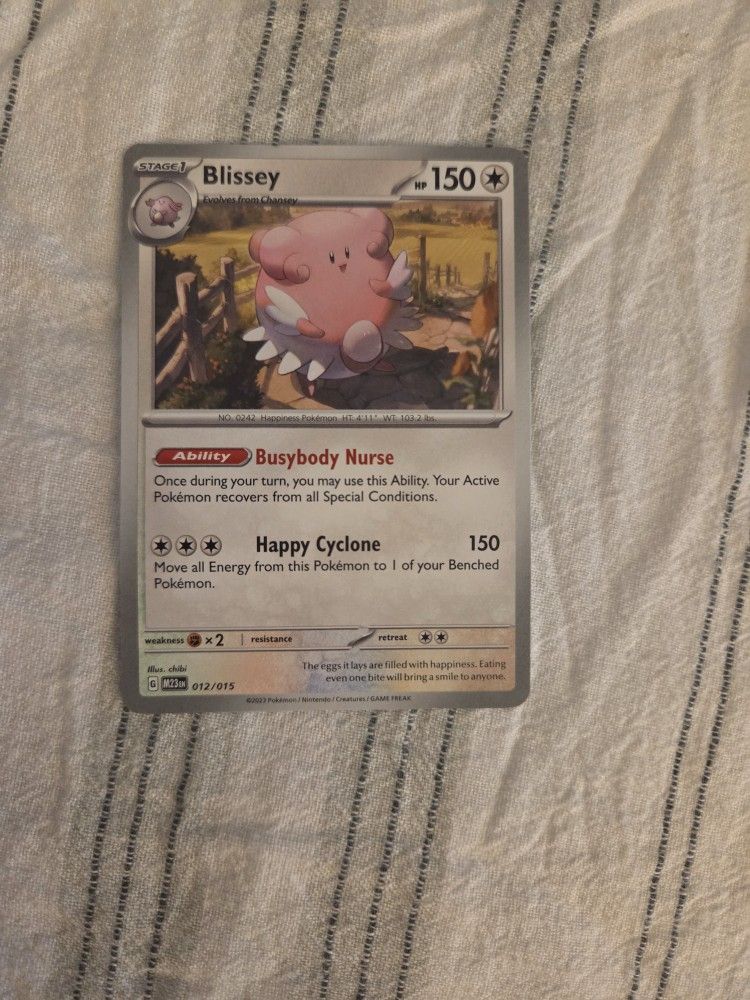 STAGE1 Blissey HP 150
Evolves from Chansey
NO. 0242 Happiness Pokémon HT: 4'11" WT: 103.2 lbs.
Ability Busybody Nurse
Once during your turn, you may use this Ability. Your Active
Pokémon recovers from all Special Conditions.
Happy Cyclone 150
Move all Energy from this Pokémon to 1 of your Benched
Pokémon.
weakness ×2 resistance retreat
Illus. chibi
The eggs it lays are filled with happiness. Eating
even one bite will bring a smile to anyone.
G M23 EN 012/015
©2023 Pokémon / Nintendo / Creatures / GAME FREAK